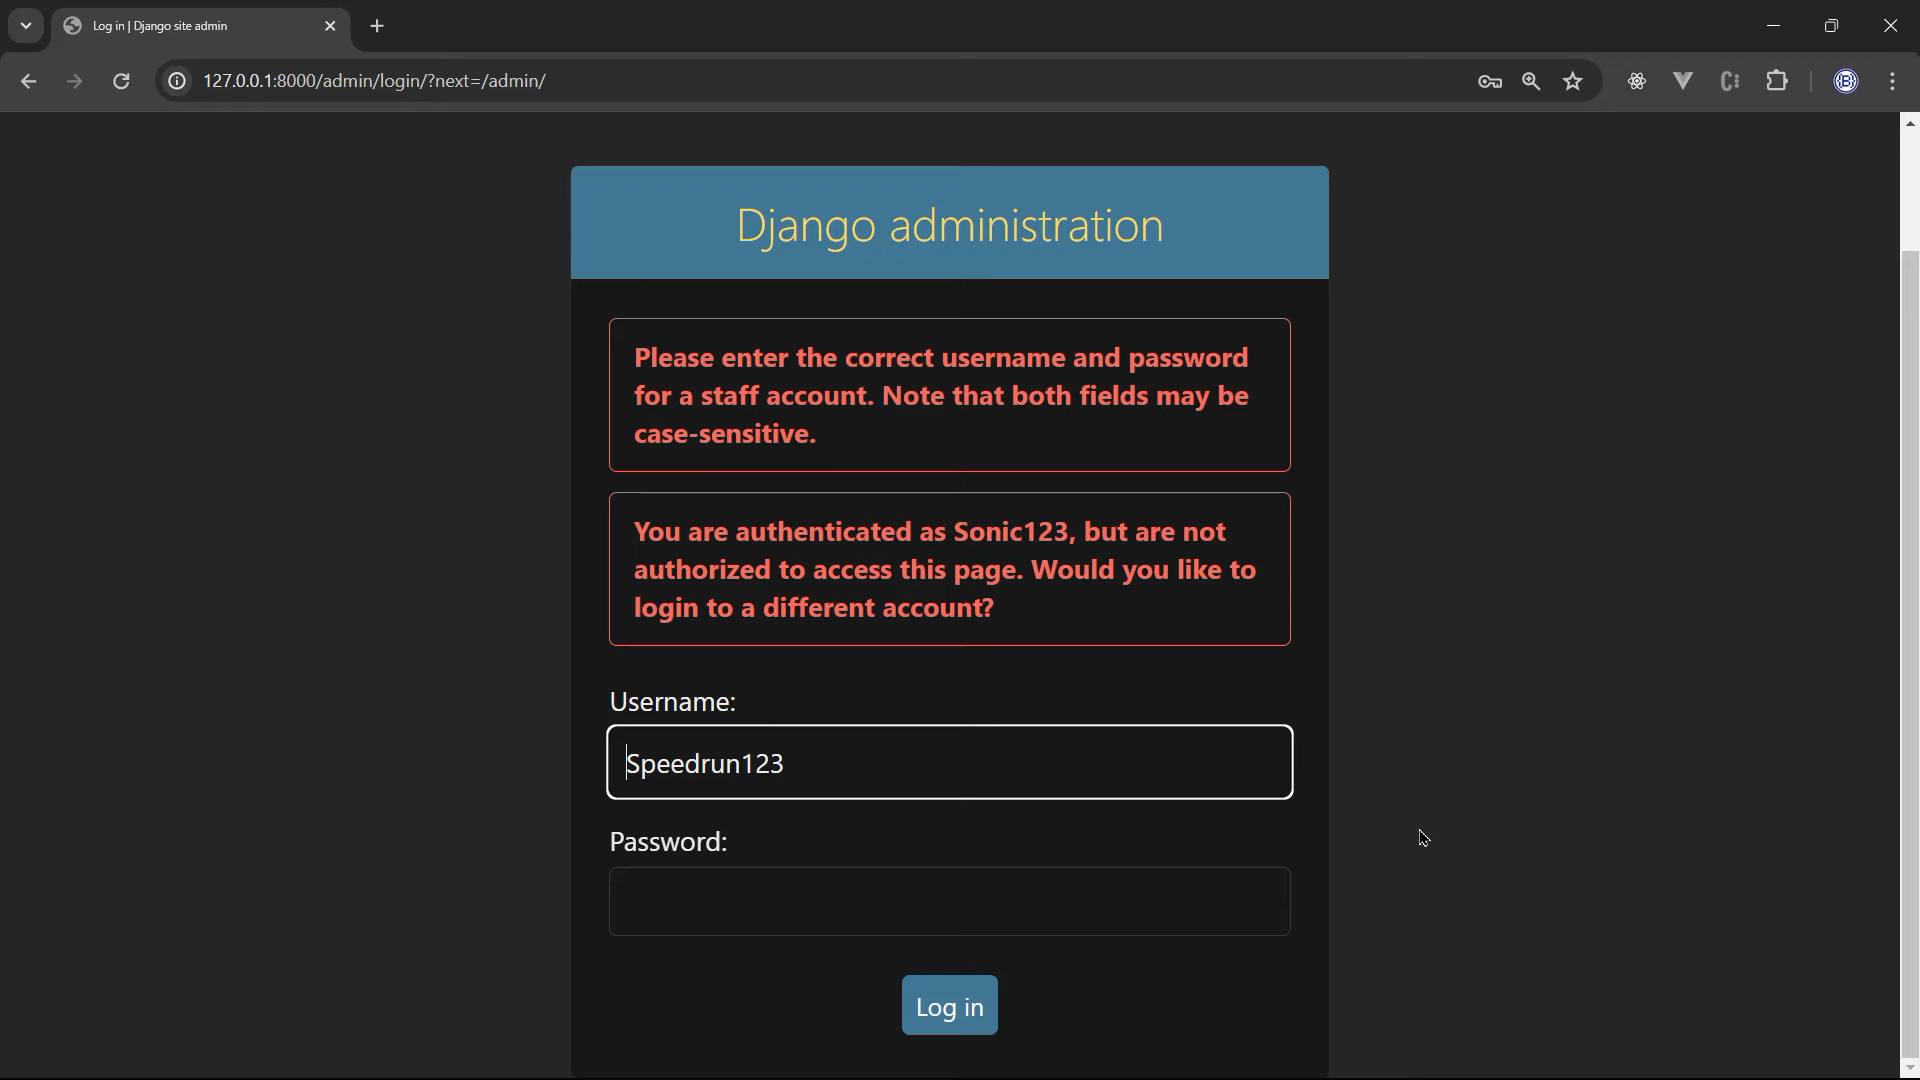 Log in | Django site admin
127.0.0.1:8000/admin/login/?next=/admin/
Django administration
Please enter the correct username and password
for a staff account. Note that both fields may be
case-sensitive.
You are authenticated as Sonic123, but are not
authorized to access this page. Would you like to
login to a different account?
Username:
Speedrun123
Password:
Log in